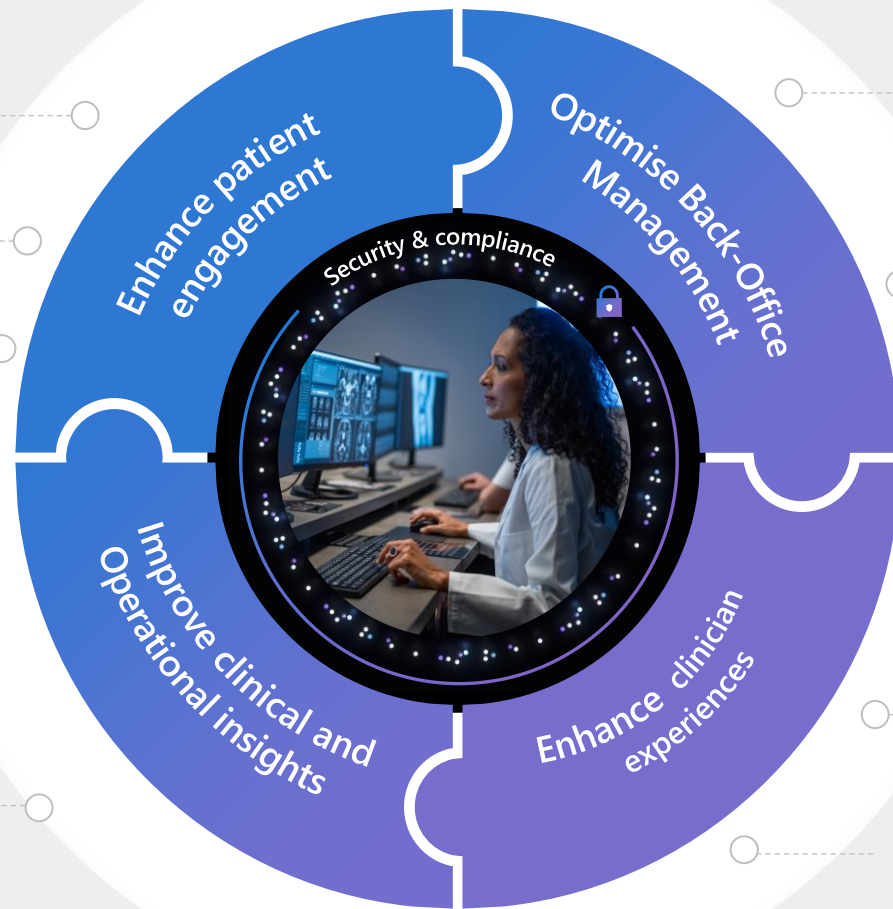 Enhance patient
engagement
Optimise Back-Office
Management
Security & compliance
Improve clinical and
Operational insights
Enhance clinician
experiences